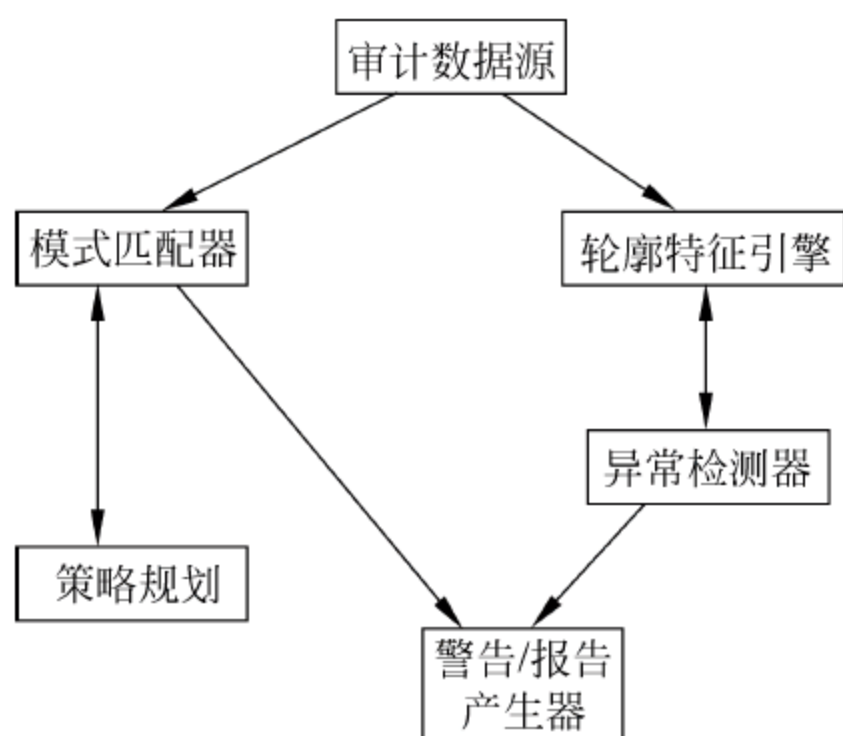 审计数据源
模式匹配器
轮廓特征引擎
异常检测器
策略规划
警告/报告
产生器